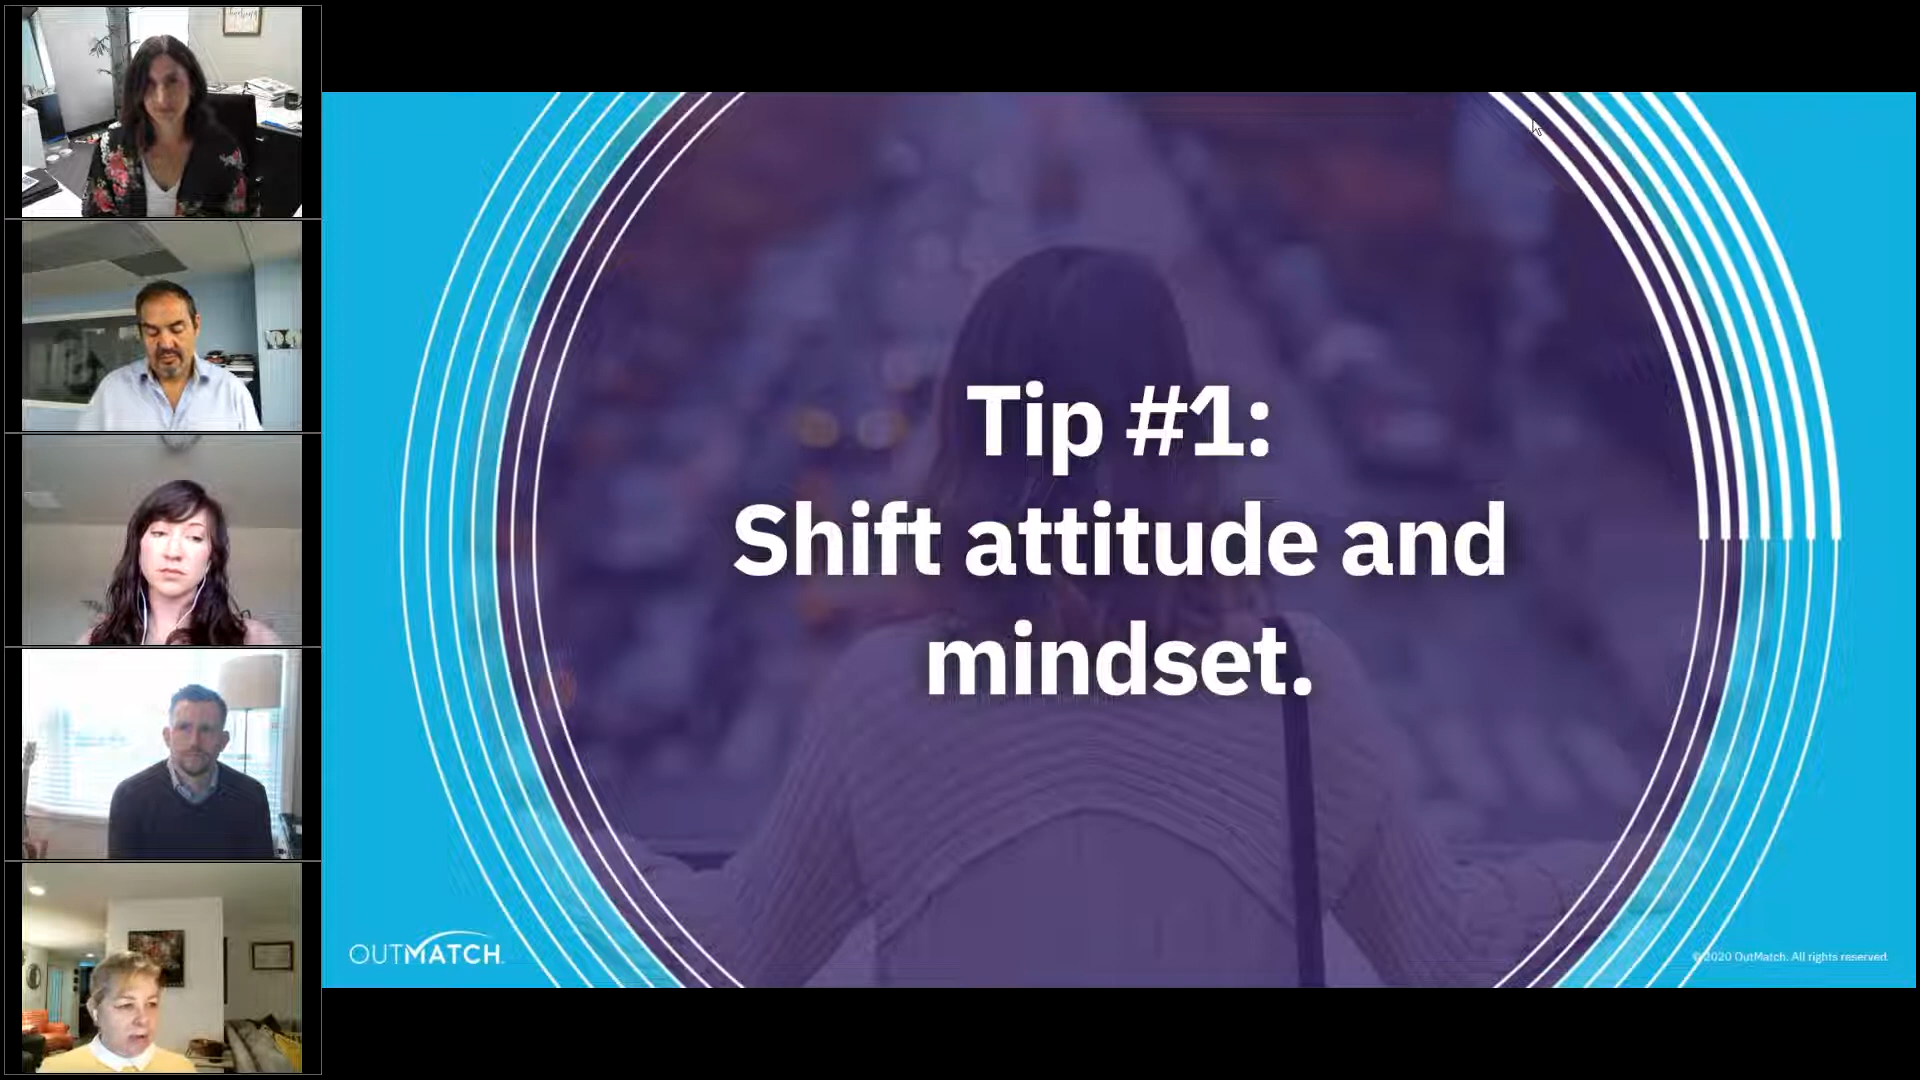 Tip #1:
Shift attitude and
mindset.
OUTMATCH
© 2020 OutMatch. All rights reserved.